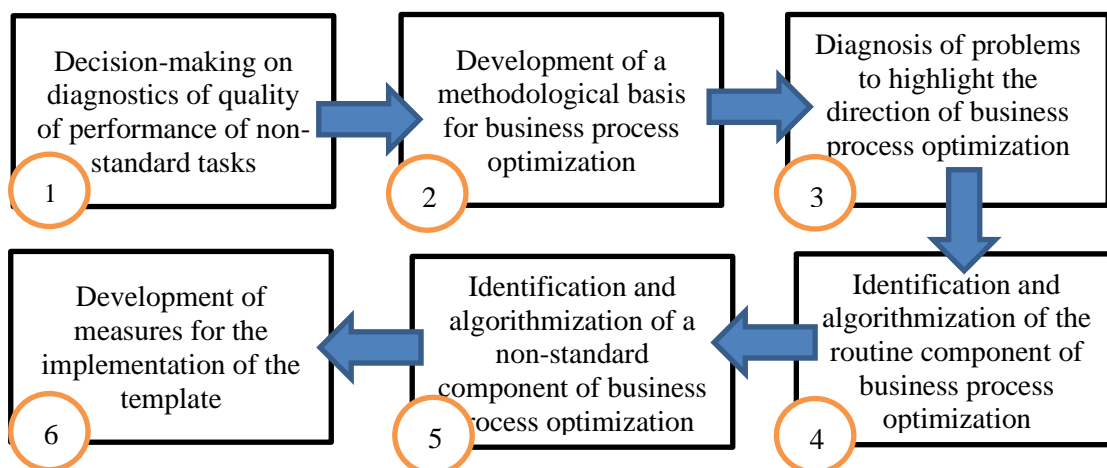 Decision-making on
diagnostics of quality
of performance of non-
standard tasks
1
Development of a
methodological basis
for business process
optimization
2
Diagnosis of problems
to highlight the
direction of business
process optimization
3
Identification and
algorithmization of the
routine component of
business process
optimization
4
Identification and
algorithmization of a
non-standard
component of business
process optimization
5
Development of
measures for the
implementation of the
template
6